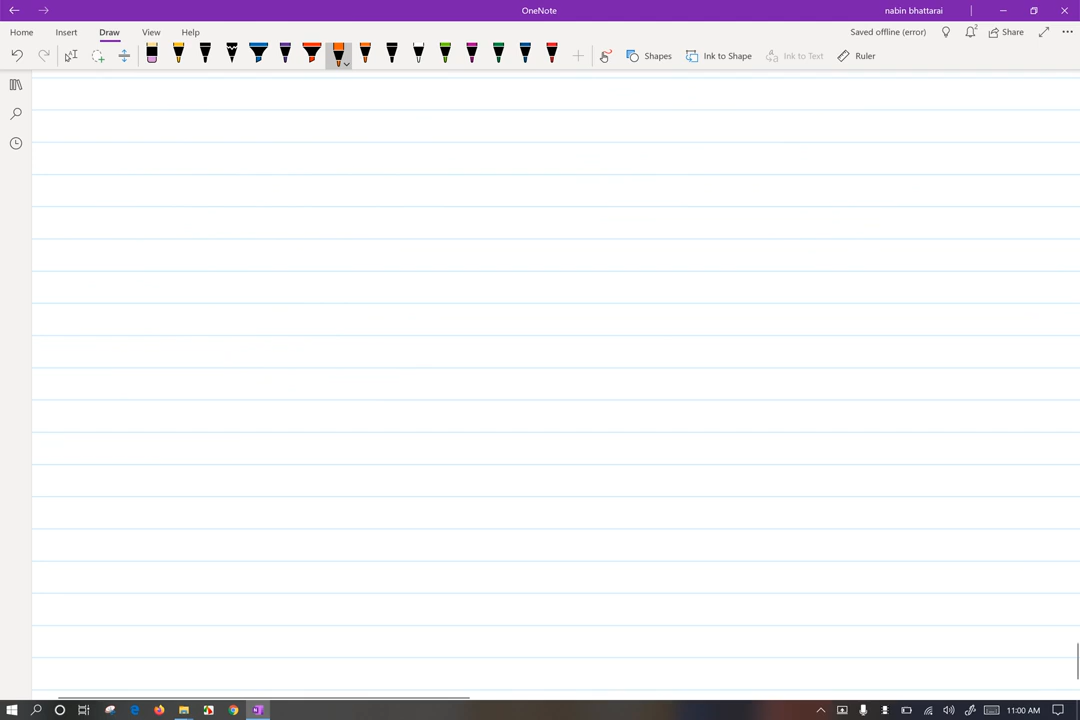 OneNote
nabin bhattarai
Home Insert Draw View Help
Saved offline (error)
2
Share
Shapes
Ink to Shape
Ink to Text
Ruler
11:00 AM